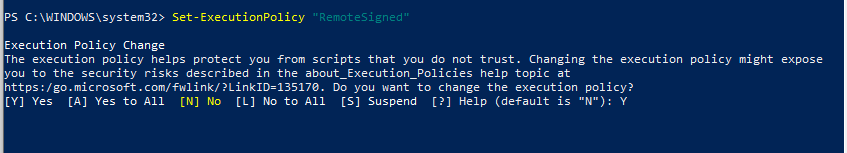 PS C:\WINDOWS\system32> Set-ExecutionPolicy "RemoteSigned"
Execution Policy Change
The execution policy helps protect you from scripts that you do not trust. Changing the execution policy might expose
you to the security risks described in the about_Execution_Policies help topic at
https:/go.microsoft.com/fwlink/?LinkID=135170. Do you want to change the execution policy?
[Y] Yes  [A] Yes to All  [N] No  [L] No to All  [S] Suspend  [?] Help (default is "N"): Y